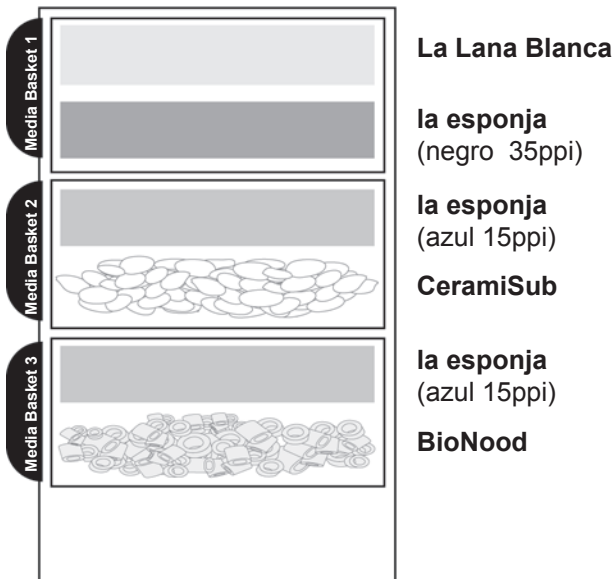 Media Basket 1
La Lana Blanca
la esponja
(negro 35ppi)
Media Basket 2
la esponja
(azul 15ppi)
CeramiSub
Media Basket 3
la esponja
(azul 15ppi)
BioNood